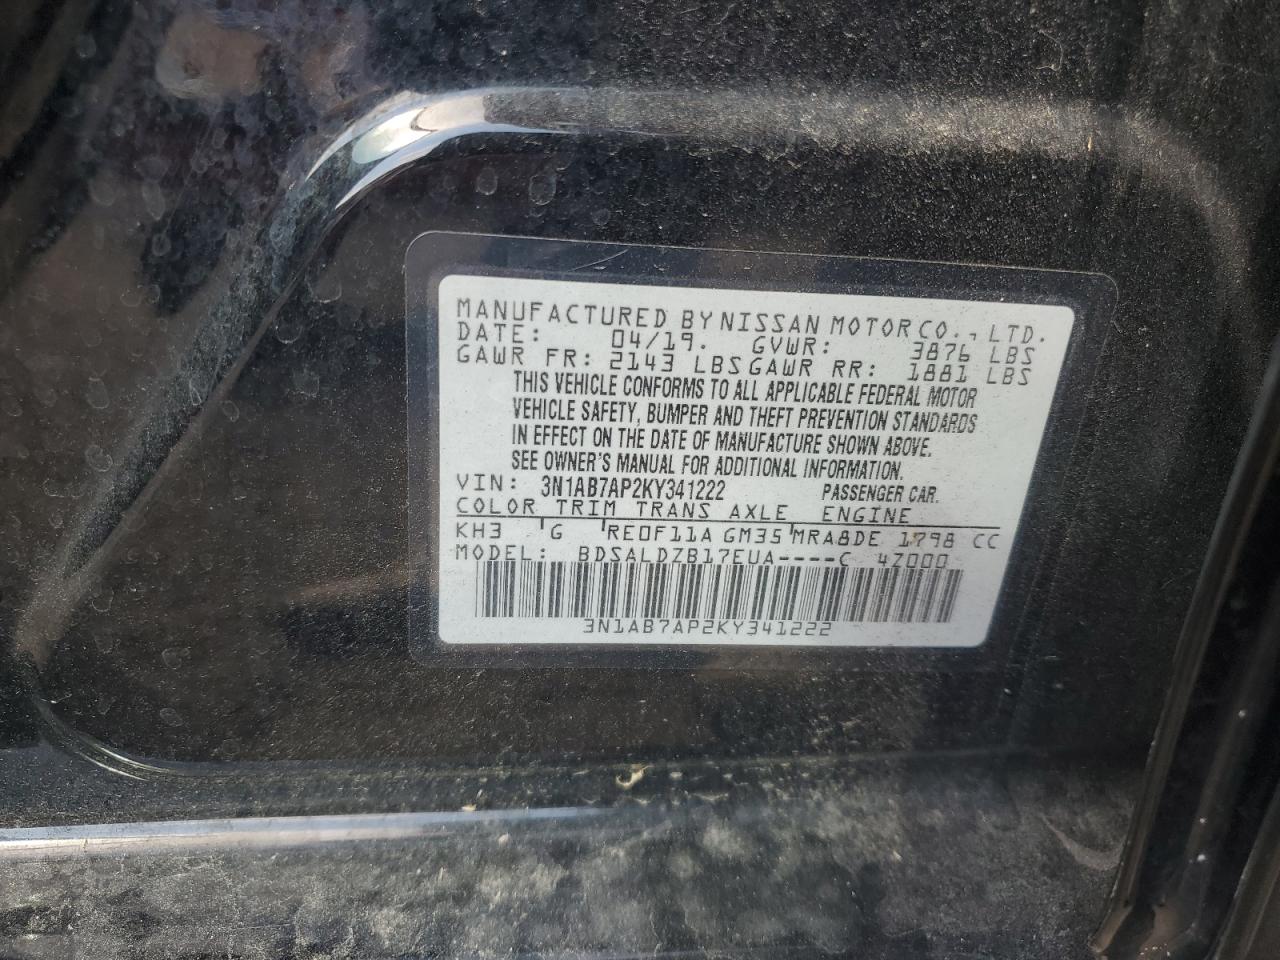 MANUFACTURED BY NISSAN MOTOR CO., LTD.
DATE: 04/19. GVWR: 3876 LBS
GAWR FR: 2143 LBS GAWR RR: 1881 LBS
THIS VEHICLE CONFORMS TO ALL APPLICABLE FEDERAL MOTOR
VEHICLE SAFETY, BUMPER AND THEFT PREVENTION STANDARDS
IN EFFECT ON THE DATE OF MANUFACTURE SHOWN ABOVE.
SEE OWNER'S MANUAL FOR ADDITIONAL INFORMATION.
VIN: 3N1AB7AP2KY341222 PASSENGER CAR.
COLOR TRIM TRANS AXLE ENGINE
KH3 G RE0F11A GM35 MRA8DE 1798 CC
MODEL: BDSALDZB17EUA----C 4Z000
3N1AB7AP2KY341222